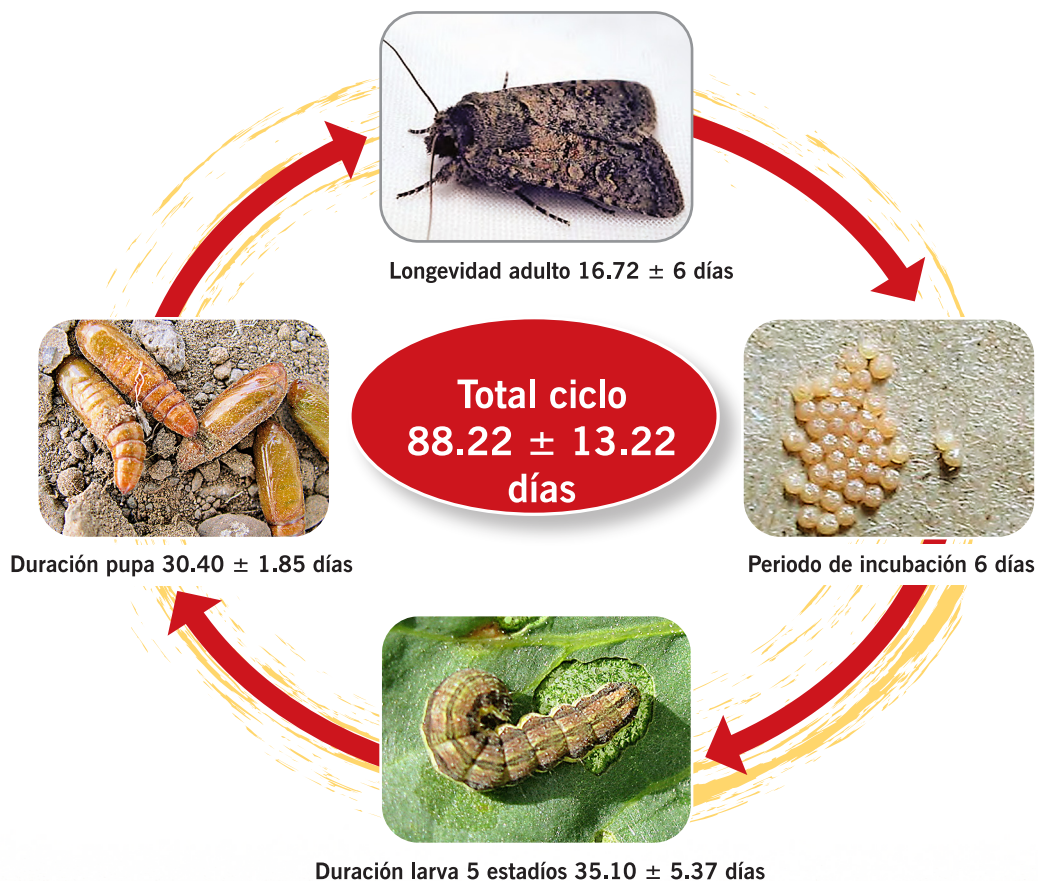 Longevidad adulto 16.72 ± 6 días
Total ciclo
88.22 ± 13.22
días
Duración pupa 30.40 ± 1.85 días
Periodo de incubación 6 días
Duración larva 5 estadíos 35.10 ± 5.37 días